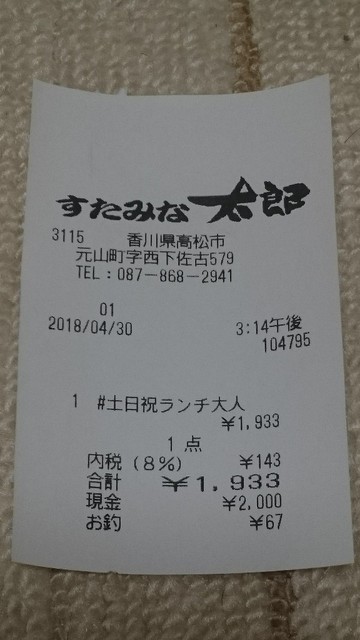 すたみな太郎
3115 香川県高松市
元山町字西下佐古579
TEL:087-868-2941
01
2018/04/30 3:14午後
104795
1 #土日祝ランチ大人
¥1,933
1点
内税(8%) ¥143
合計 ¥1,933
現金 ¥2,000
お釣 ¥67